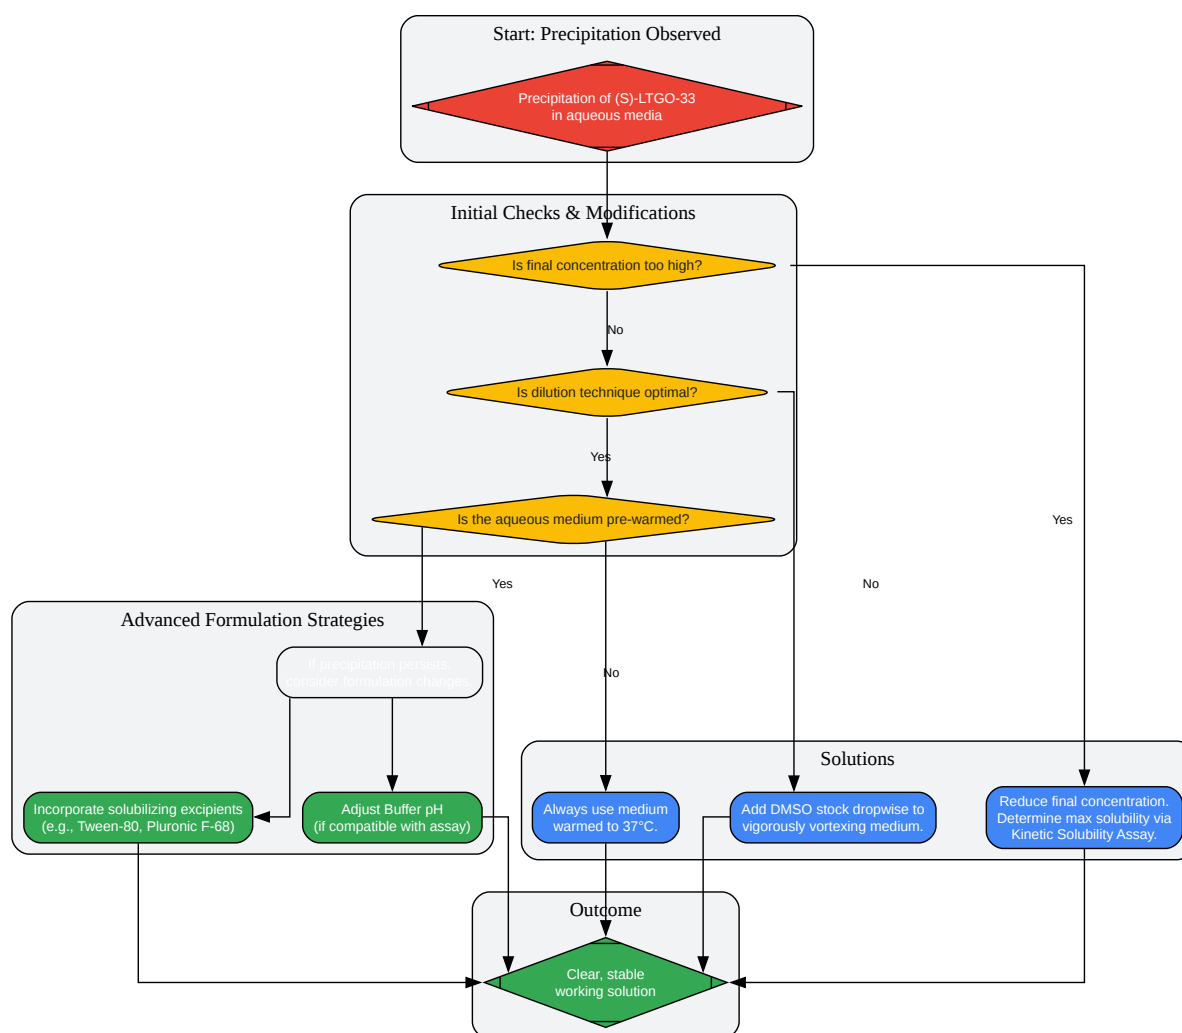 Start: Precipitation Observed
Precipitation of (S)-LTGO-33
in aqueous media
Initial Checks & Modifications
Is final concentration too high?
No
Is dilution technique optimal?
Yes
Is the aqueous medium pre-warmed?
Yes
Yes
No
Advanced Formulation Strategies
If precipitation persists,
consider formulation changes.
No
Solutions
Incorporate solubilizing excipients
(e.g., Tween-80, Pluronic F-68)
Adjust Buffer pH
(if compatible with assay)
Always use medium
warmed to 37°C.
Add DMSO stock dropwise to
vigorously vortexing medium.
Reduce final concentration.
Determine max solubility via
Kinetic Solubility Assay.
Outcome
Clear, stable
working solution